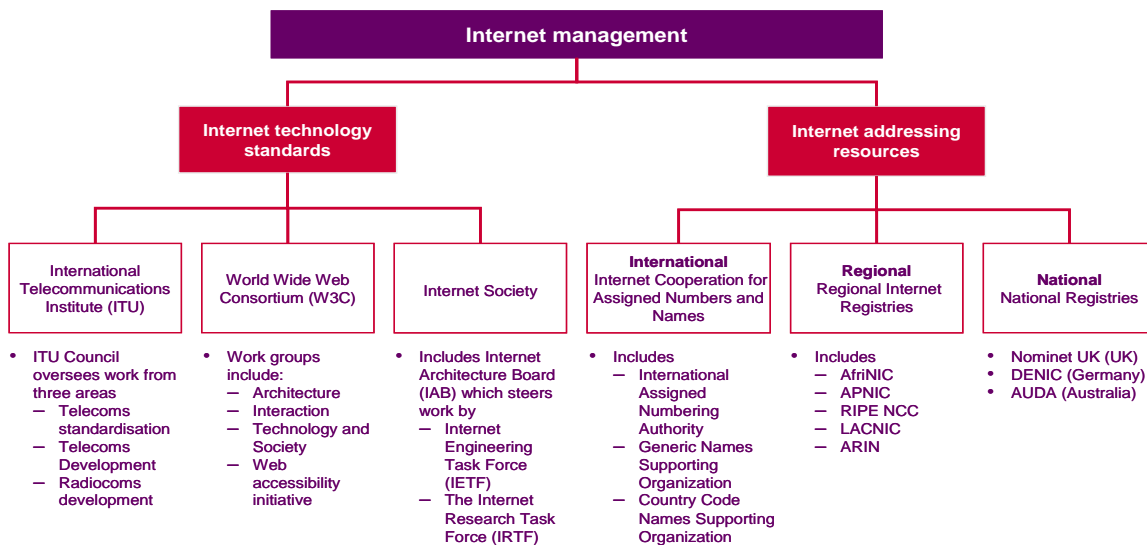 Internet management
Internet technology
standards
Internet addressing
resources
International
Telecommunications
Institute (ITU)
World Wide Web
Consortium (W3C)
Internet Society
International
Internet Cooperation for
Assigned Numbers and
Names
Regional
Regional Internet
Registries
National
National Registries
• ITU Council
oversees work from
three areas
– Telecoms
standardisation
– Telecoms
Development
– Radiocoms
development
• Work groups
include:
– Architecture
– Interaction
– Technology and
Society
– Web
accessibility
initiative
• Includes Internet
Architecture Board
(IAB) which steers
work by
– Internet
Engineering
Task Force
(IETF)
– The Internet
Research Task
Force (IRTF)
• Includes
– International
Assigned
Numbering
Authority
– Generic Names
Supporting
Organization
– Country Code
Names Supporting
Organization
• Includes
– AfriNIC
– APNIC
– RIPE NCC
– LACNIC
– ARIN
• Nominet UK (UK)
• DENIC (Germany)
• AUDA (Australia)